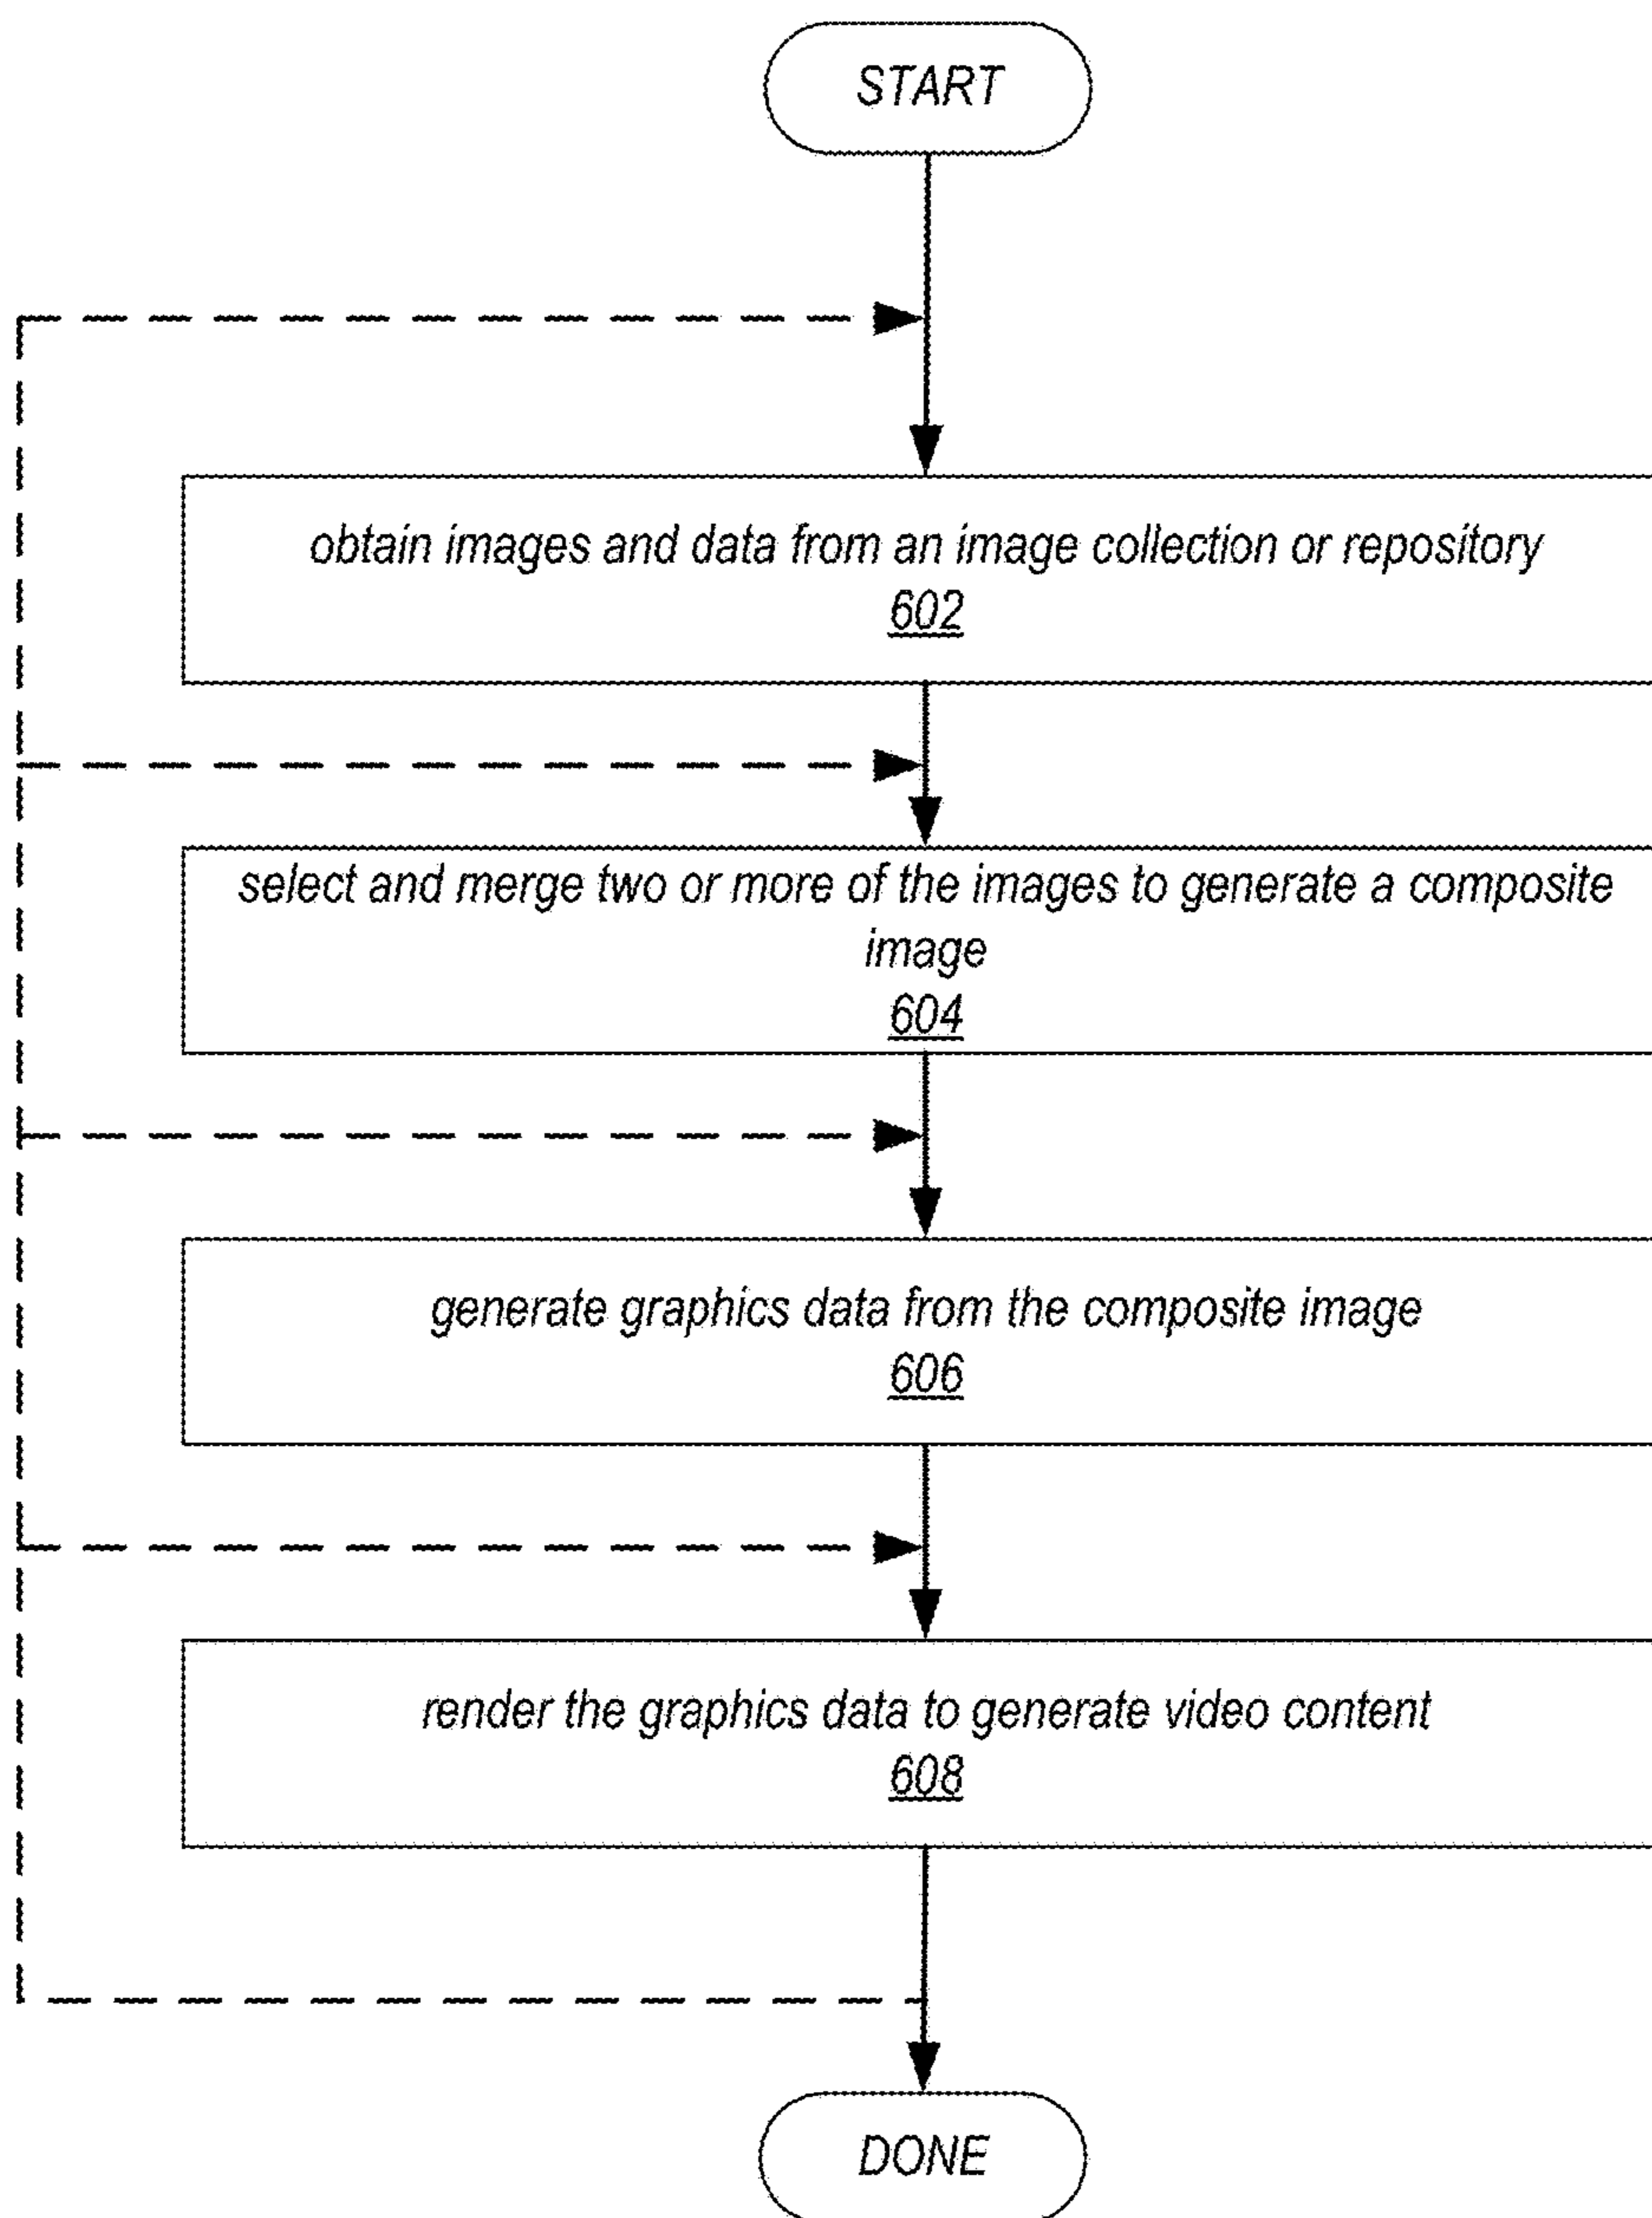 START
obtain images and data from an image collection or repository
602
select and merge two or more of the images to generate a composite
image
604
generate graphics data from the composite image
606
render the graphics data to generate video content
608
DONE